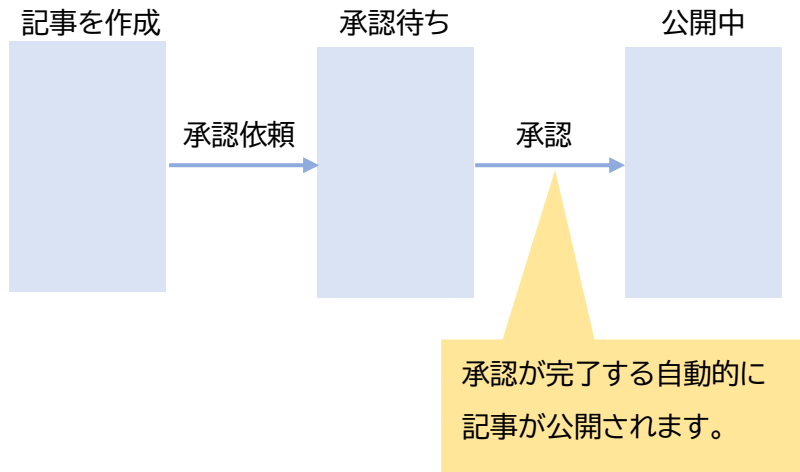 記事を作成
承認待ち
公開中
承認依頼
承認
承認が完了する自動的に
記事が公開されます。